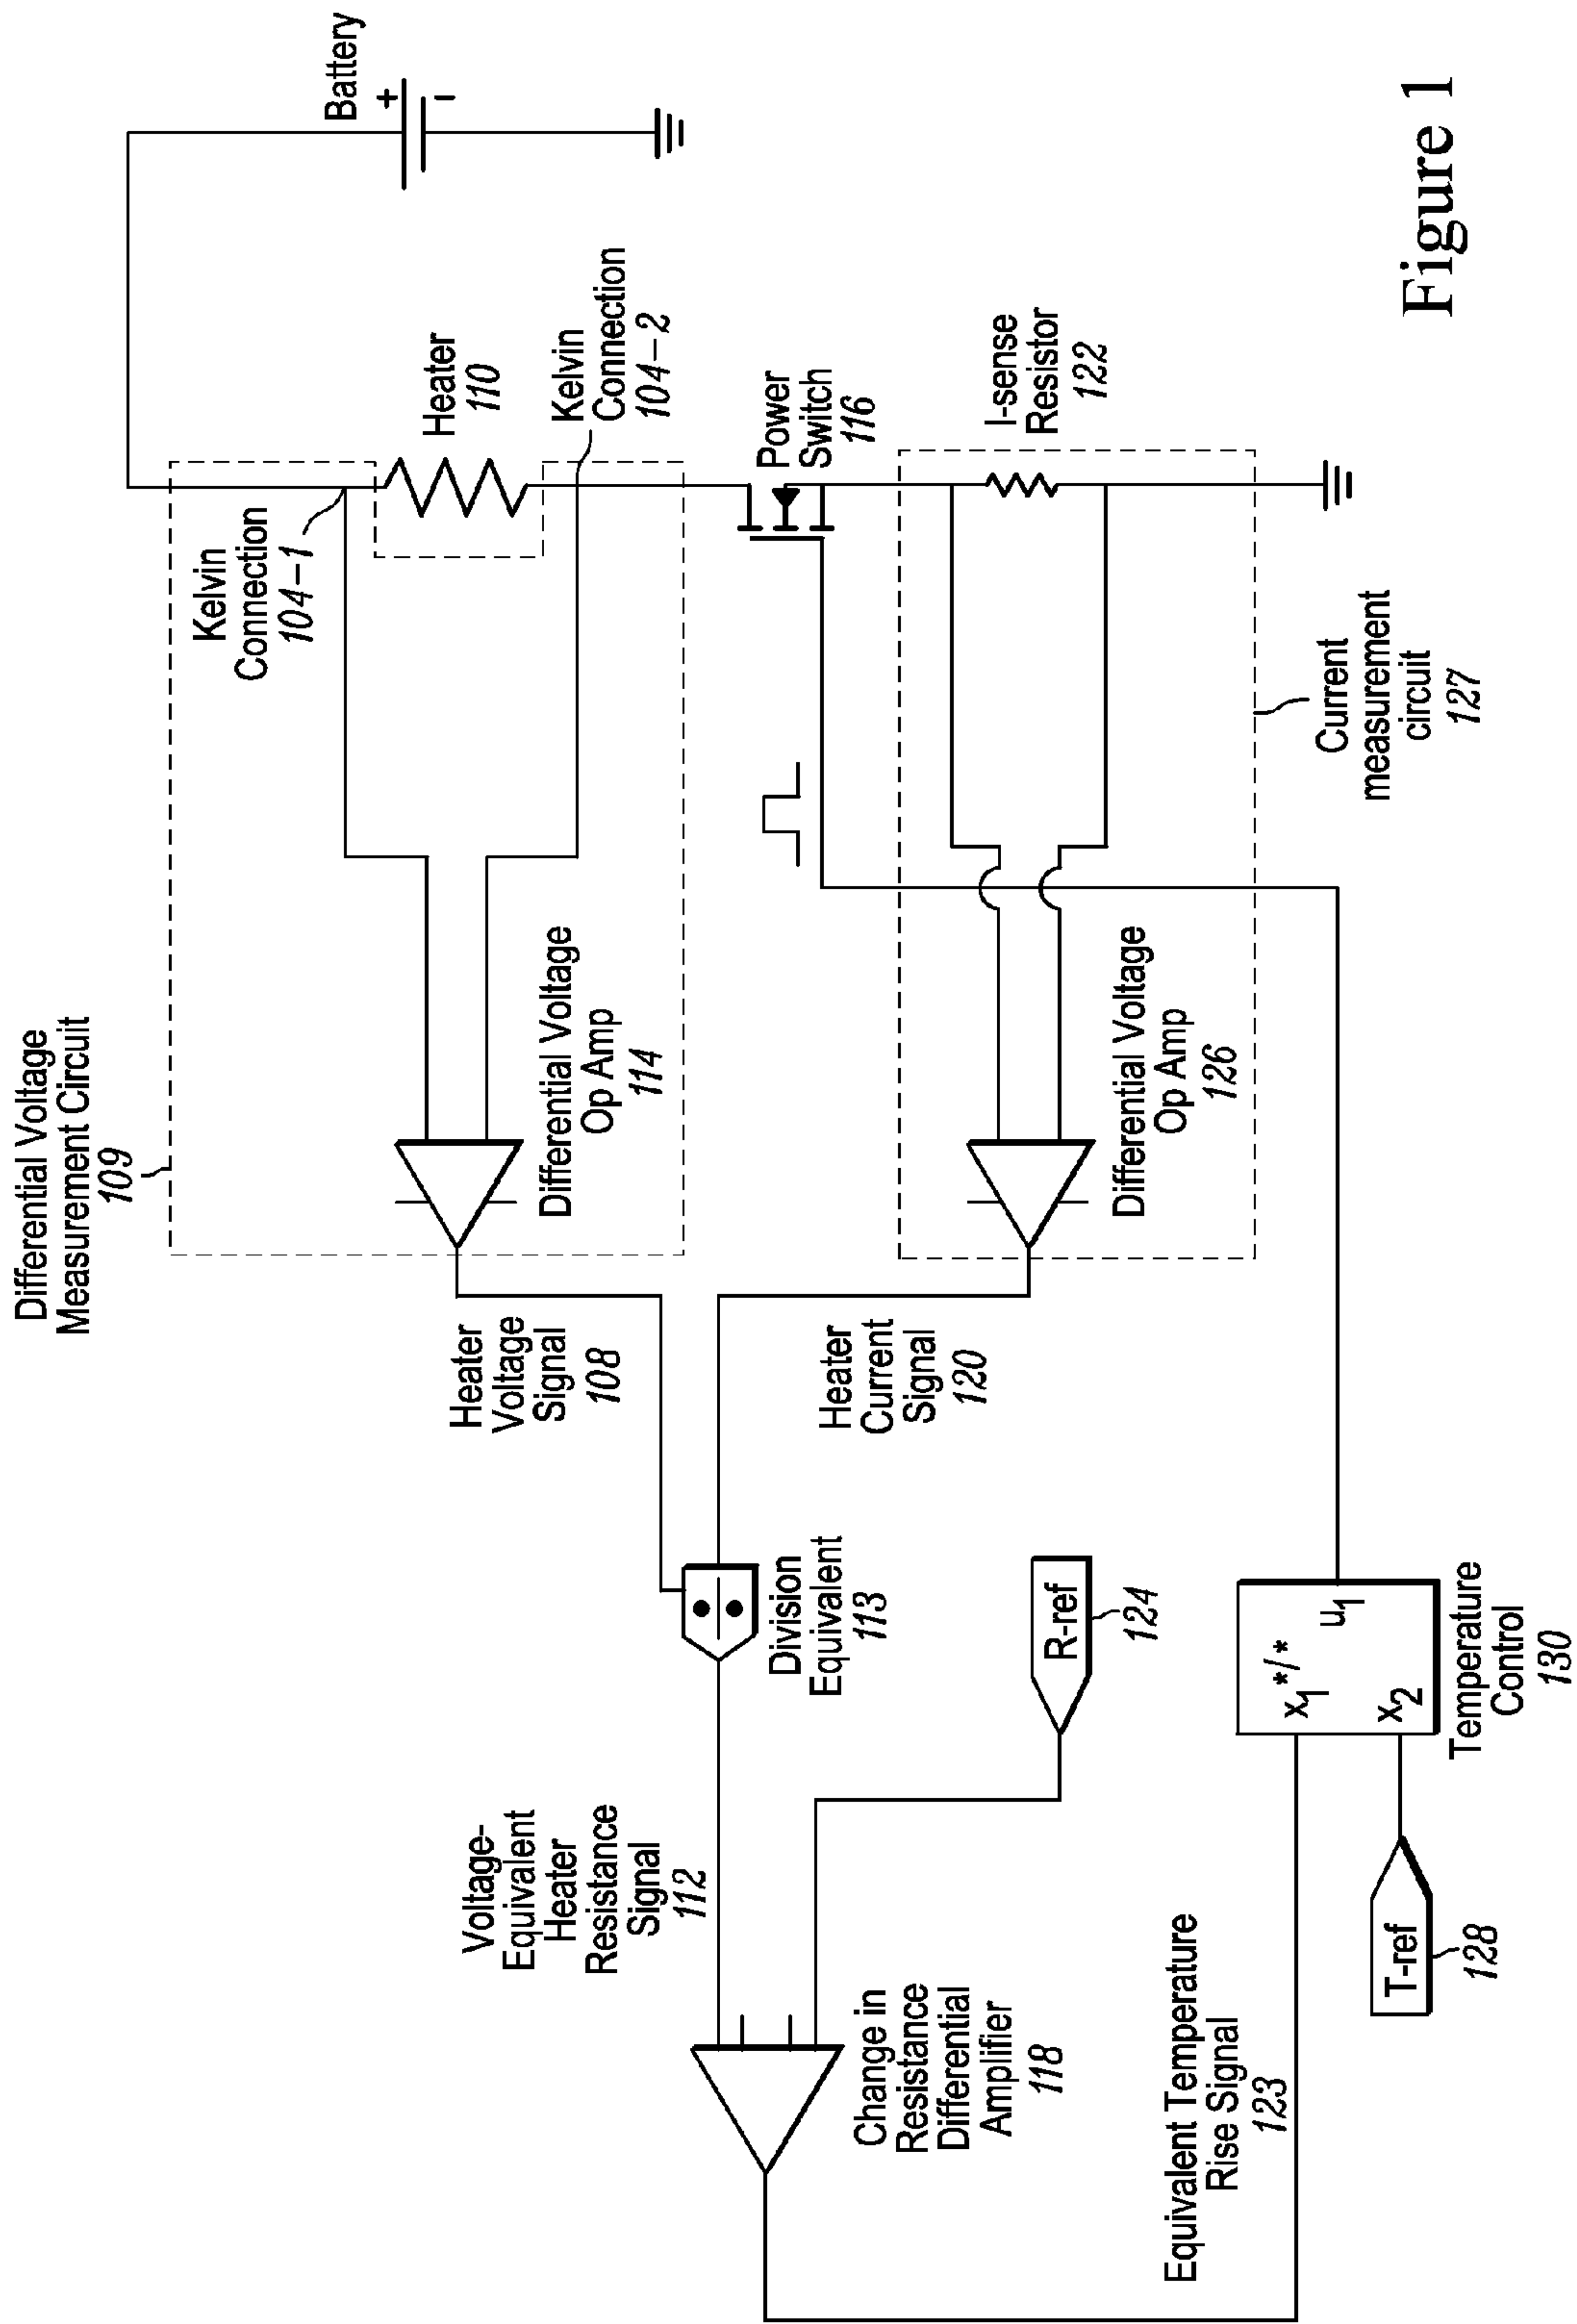 Differential Voltage
Measurement Circuit
109
Kelvin
Connection
104-1
Battery
+
−
Heater
110
Kelvin
Connection
104-2
Differential Voltage
Op Amp
114
Heater
Voltage
Signal
108
Power
Switch
116
I-sense
Resistor
122
Differential Voltage
Op Amp
126
Current
measurement
circuit
127
Heater
Current
Signal
120
Division
Equivalent
113
Voltage-
Equivalent
Heater
Resistance
Signal
112
R-ref
124
Change in
Resistance
Differential
Amplifier
118
Equivalent Temperature
Rise Signal
123
x1 */*
u1
x2
Temperature
Control
130
T-ref
128
Figure 1